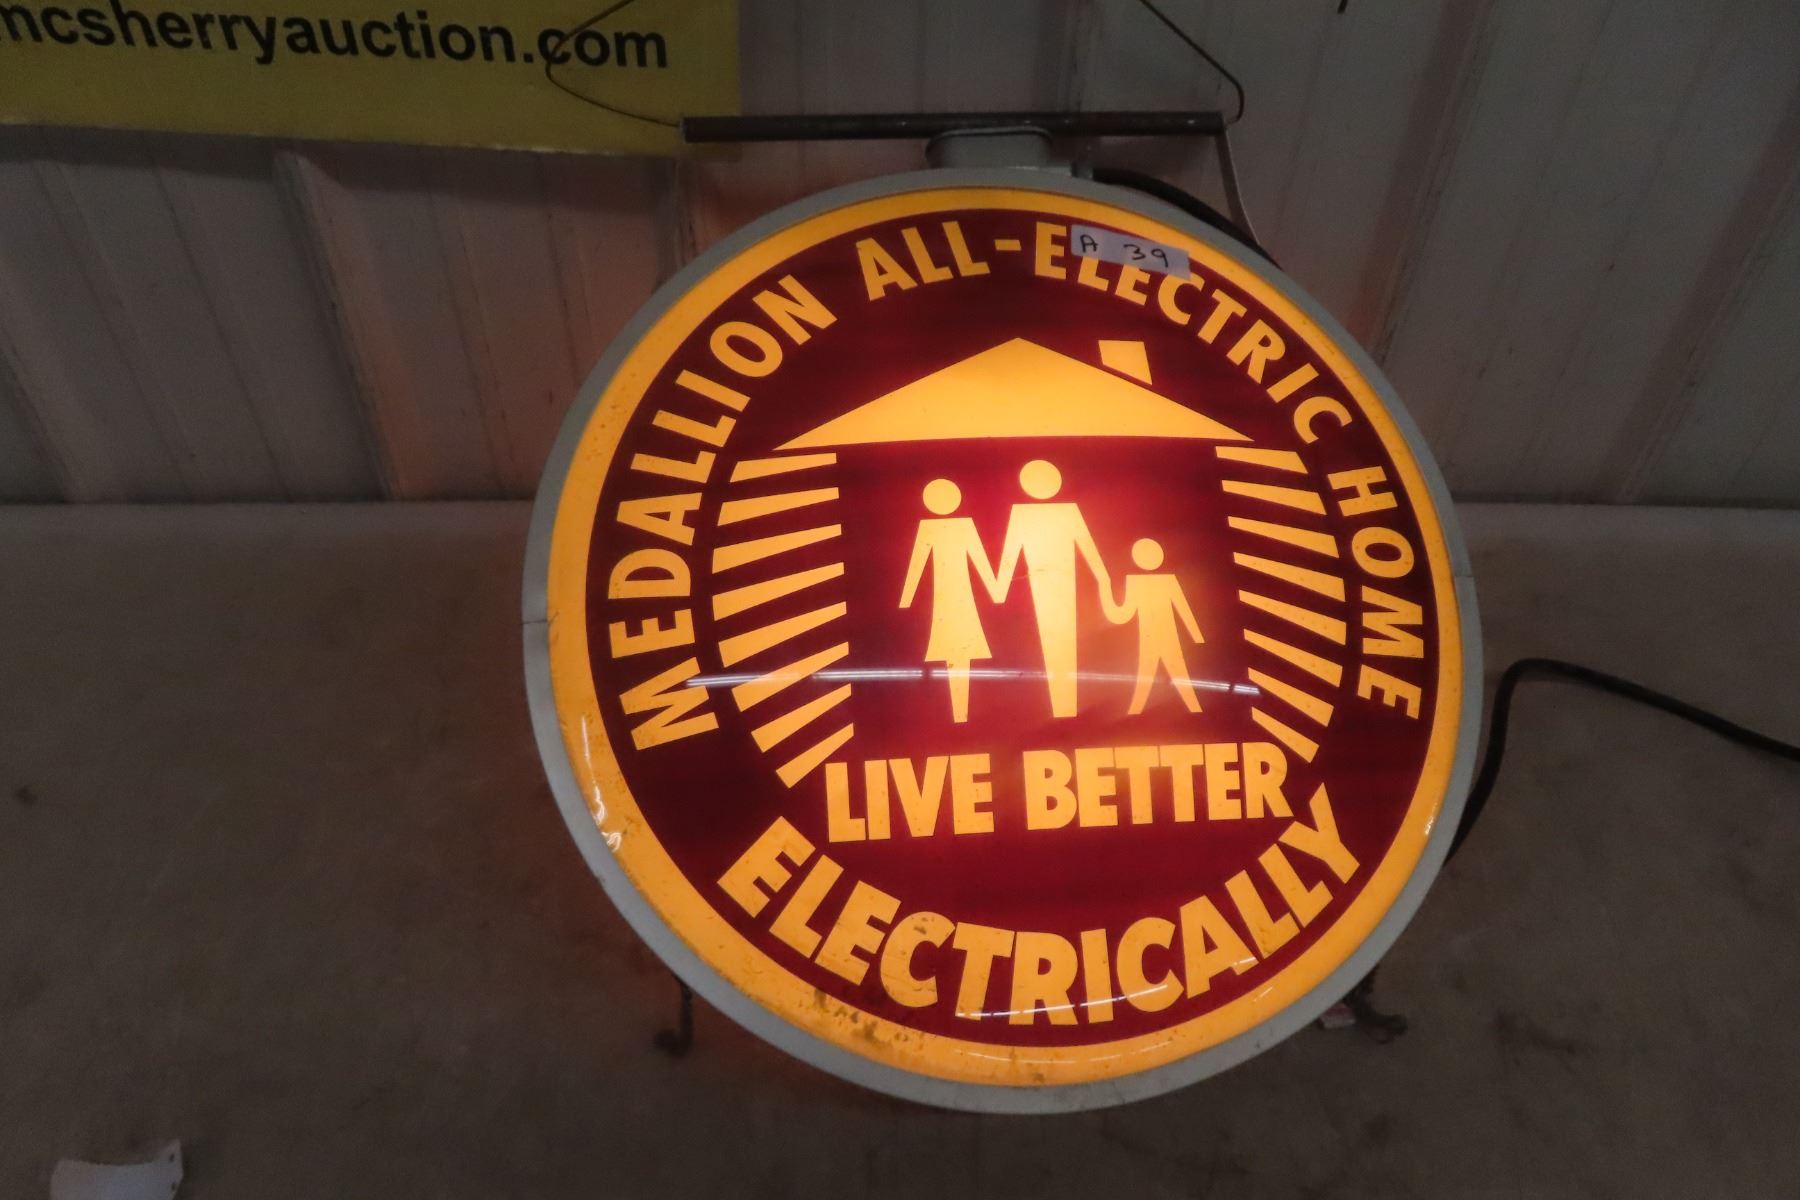 mcsherryauction.com
A 39
MEDALLION ALL-ELECTRIC HOME
LIVE BETTER
ELECTRICALLY